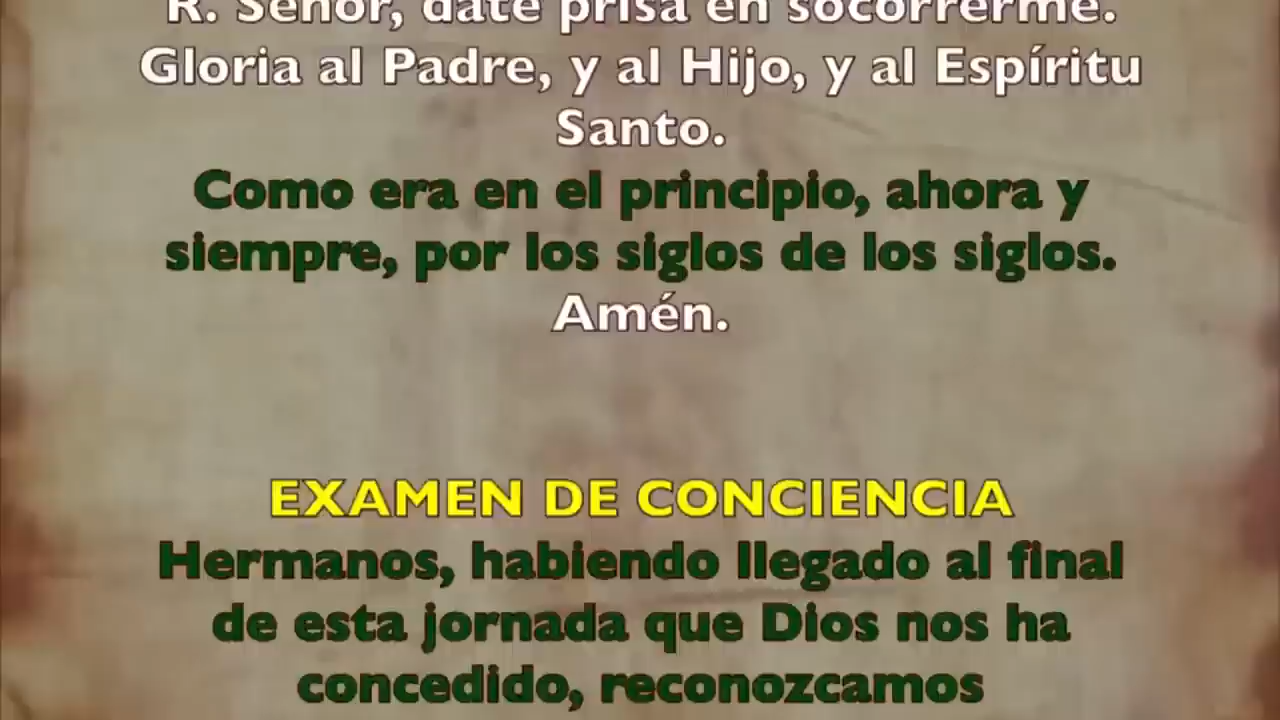 R. Señor, date prisa en socorrerme.
Gloria al Padre, y al Hijo, y al Espíritu
Santo.
Como era en el principio, ahora y
siempre, por los siglos de los siglos.
Amén.
EXAMEN DE CONCIENCIA
Hermanos, habiendo llegado al final
de esta jornada que Dios nos ha
concedido, reconozcamos